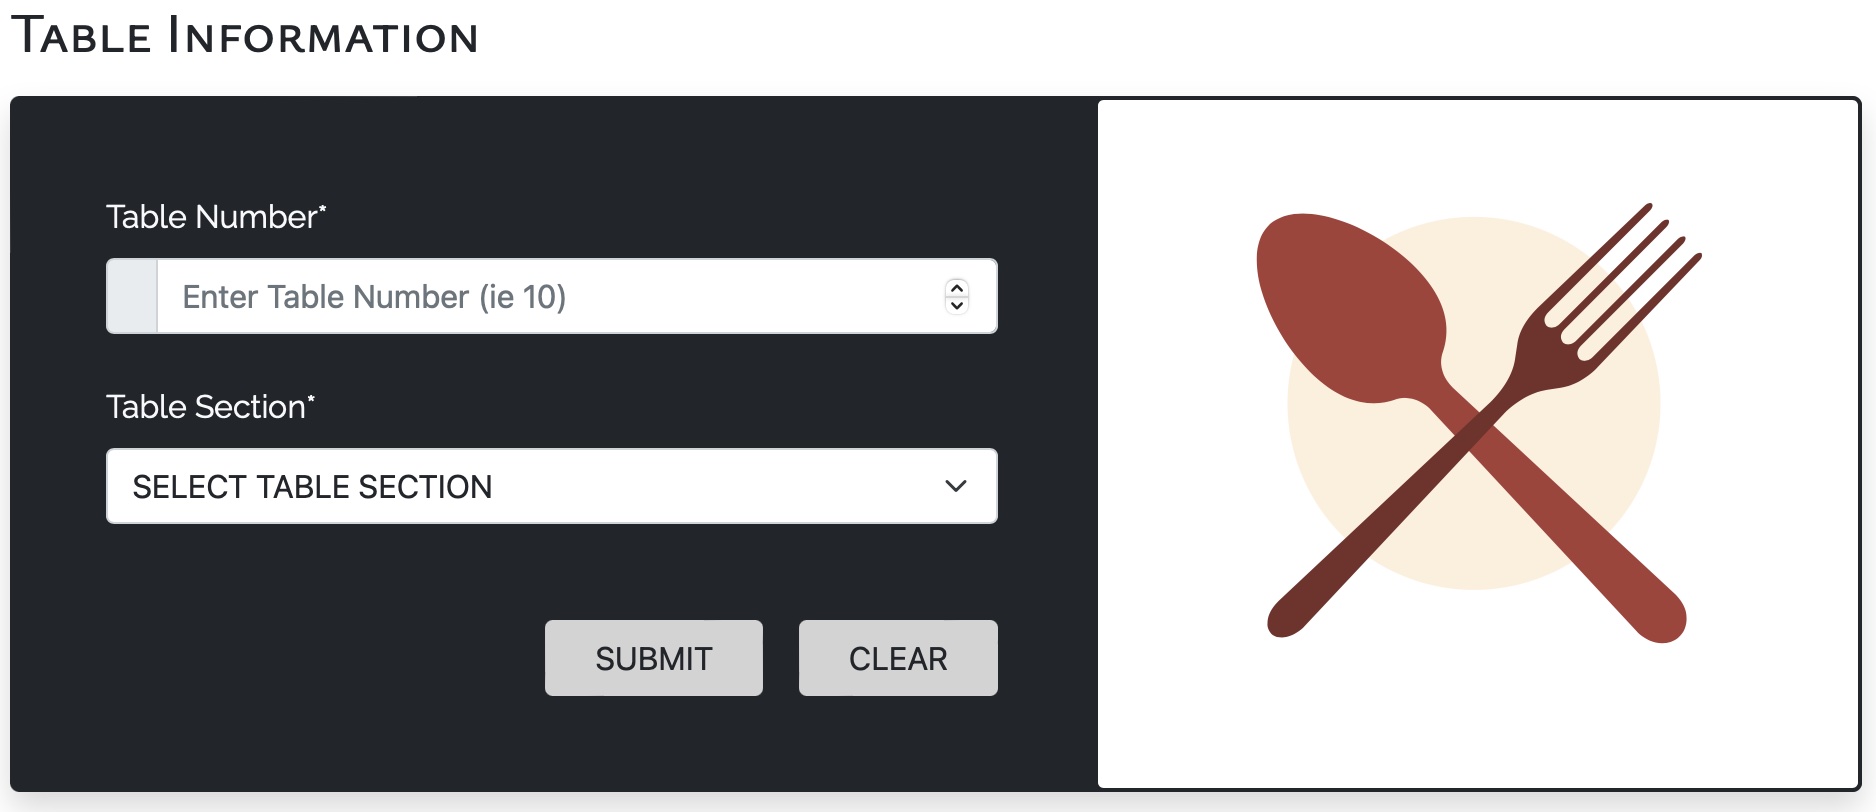 Table Information
Table Number*
Enter Table Number (ie 10)
Table Section*
SELECT TABLE SECTION
SUBMIT
CLEAR